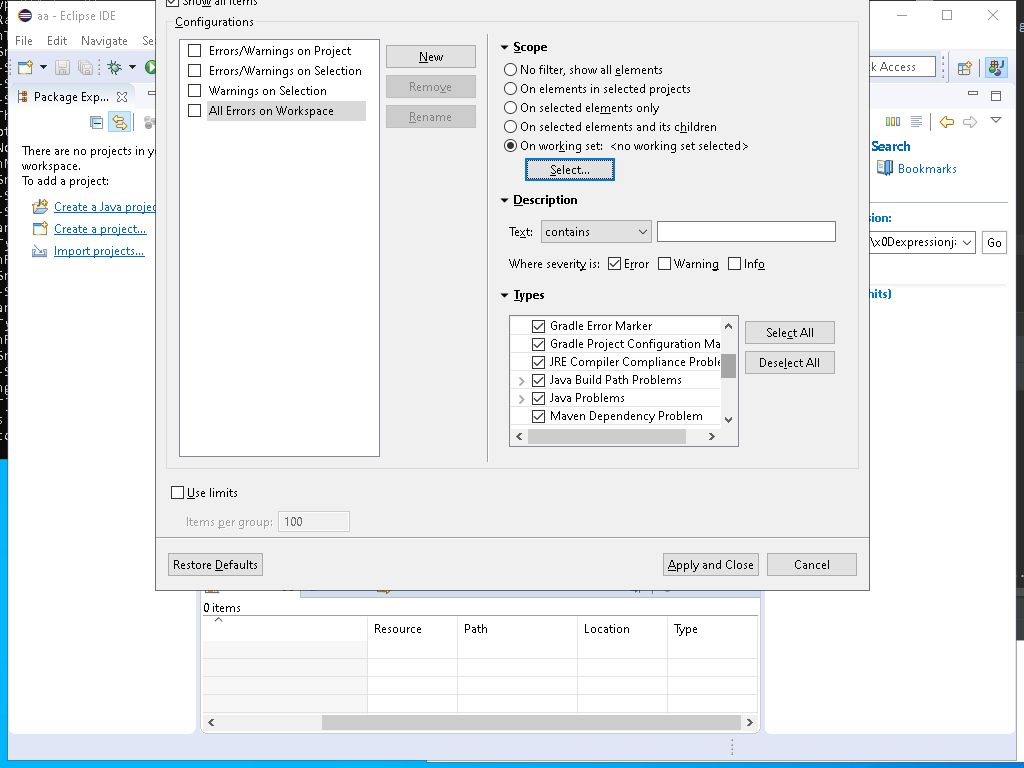 aa - Eclipse IDE
Show all items
File Edit Navigate
Configurations
Errors/Warnings on Project
Errors/Warnings on Selection
Warnings on Selection
All Errors on Workspace
New
Remove
Rename
Scope
No filter, show all elements
On elements in selected projects
On selected elements only
On selected elements and its children
On working set: <no working set selected>
Select...
Description
Text: contains
Where severity is: Error Warning Info
Types
Gradle Error Marker
Gradle Project Configuration Ma
JRE Compiler Compliance Proble
Java Build Path Problems
Java Problems
Maven Dependency Problem
Select All
Deselect All
Use limits
Items per group: 100
Restore Defaults
Apply and Close
Cancel
Package Exp...
There are no projects in yo
workspace.
To add a project:
Create a Java projec
Create a project...
Import projects...
k Access
Search
Bookmarks
sion:
\x0Dexpressionj:
Go
hits)
0 items
Resource Path Location Type